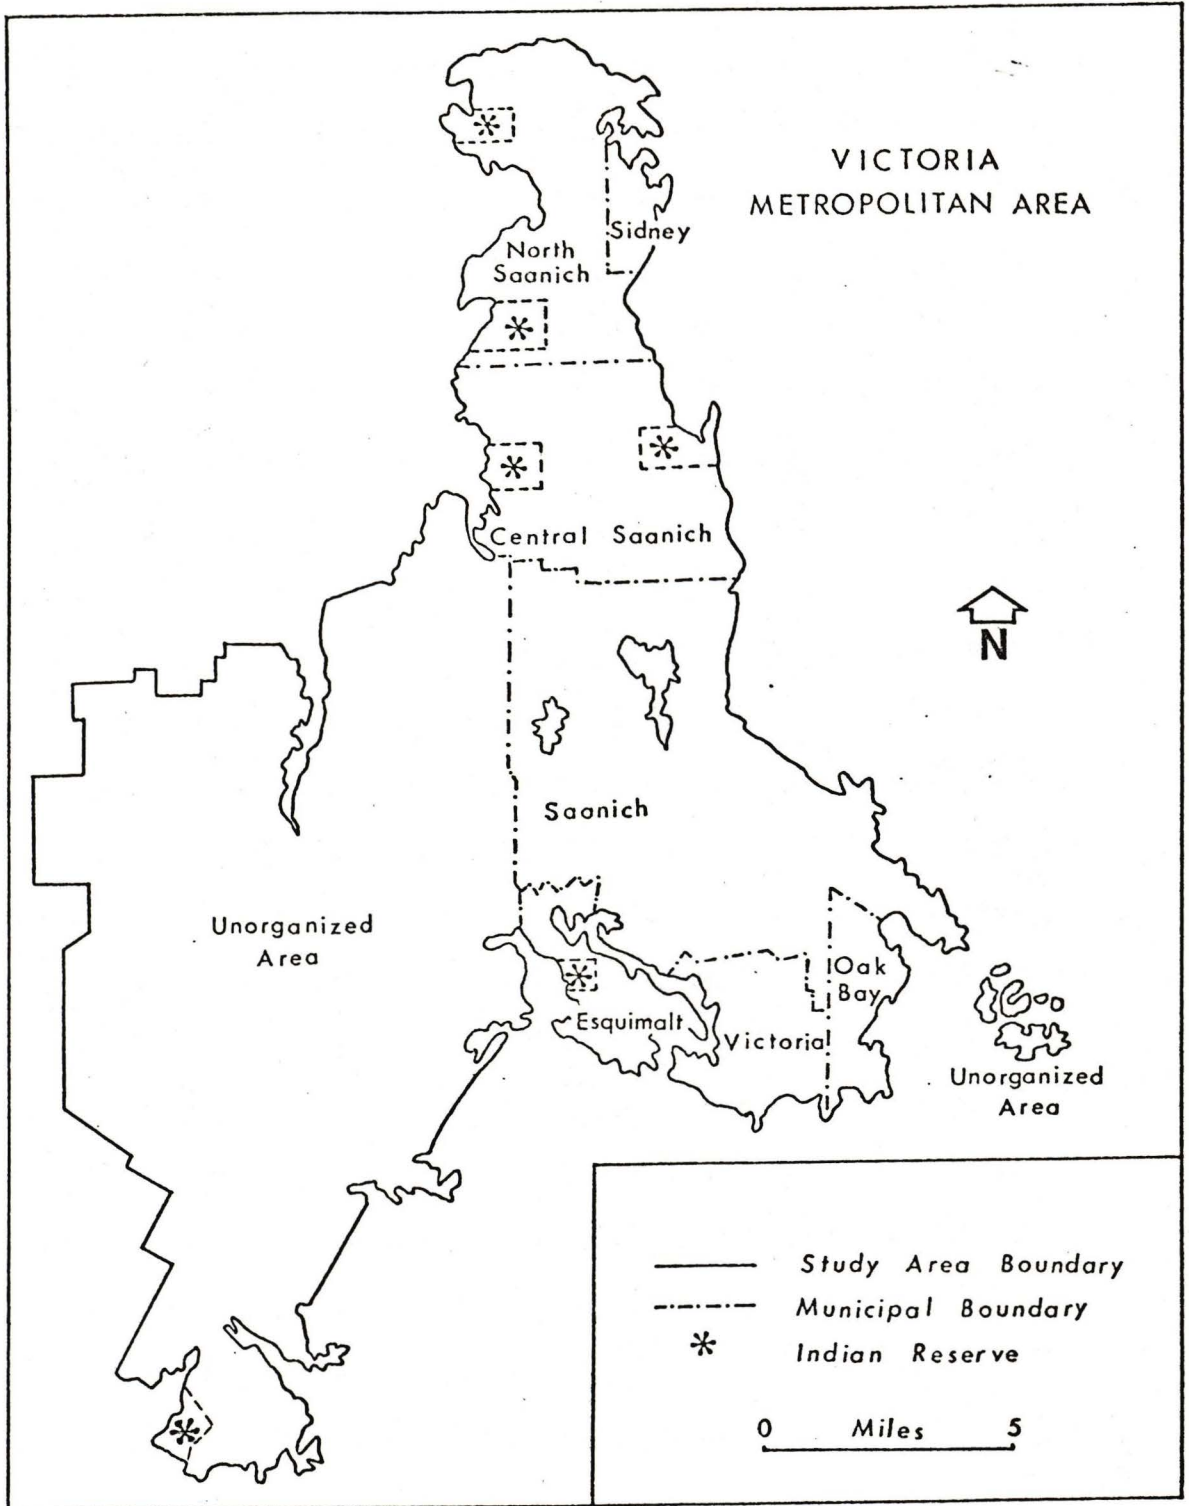 VICTORIA
METROPOLITAN AREA
Sidney
North
Saanich
Central Saanich
N
Saanich
Unorganized
Area
Oak
Bay
Esquimalt
Victoria
Unorganized
Area
Study Area Boundary
Municipal Boundary
Indian Reserve
0 Miles 5